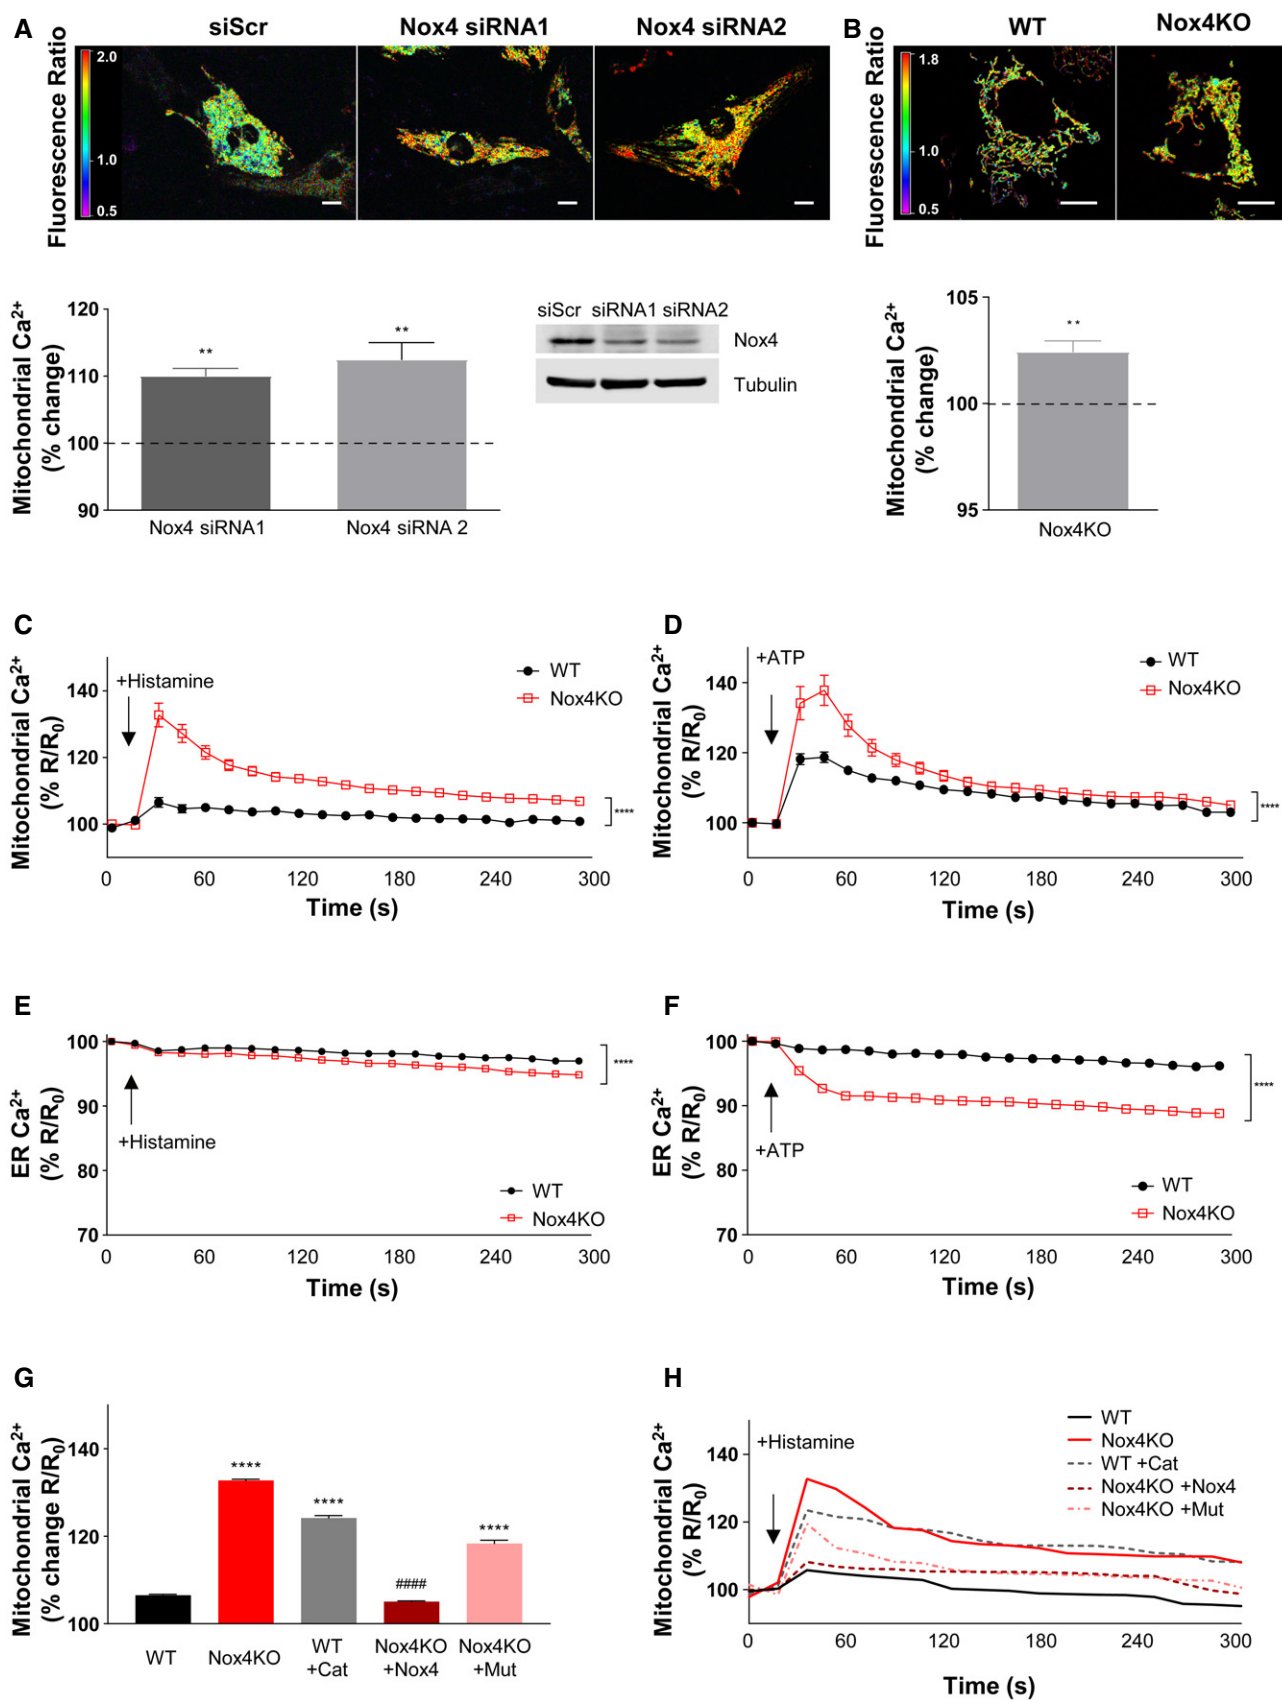 A
siScr
Nox4 siRNA1
Nox4 siRNA2
Fluorescence Ratio
2.0
1.0
0.5
B
WT
Nox4KO
Fluorescence Ratio
1.8
1.0
0.5
Mitochondrial Ca2+
(% change)
120
110
100
90
**
**
Nox4 siRNA1
Nox4 siRNA 2
siScr siRNA1 siRNA2
Nox4
Tubulin
Mitochondrial Ca2+
(% change)
105
100
95
**
Nox4KO
C
Mitochondrial Ca2+
(% R/R0)
140
120
100
+Histamine
WT
Nox4KO
****
0 60 120 180 240 300
Time (s)
D
Mitochondrial Ca2+
(% R/R0)
140
120
100
+ATP
WT
Nox4KO
****
0 60 120 180 240 300
Time (s)
E
ER Ca2+
(% R/R0)
100
90
80
70
+Histamine
****
WT
Nox4KO
0 60 120 180 240 300
Time (s)
F
ER Ca2+
(% R/R0)
100
90
80
70
+ATP
****
WT
Nox4KO
0 60 120 180 240 300
Time (s)
G
Mitochondrial Ca2+
(% change R/R0)
140
120
100
****
****
####
****
WT
Nox4KO
WT
+Cat
Nox4KO
+Nox4
Nox4KO
+Mut
H
Mitochondrial Ca2+
(% R/R0)
140
120
100
+Histamine
WT
Nox4KO
WT +Cat
Nox4KO +Nox4
Nox4KO +Mut
0 60 120 180 240 300
Time (s)